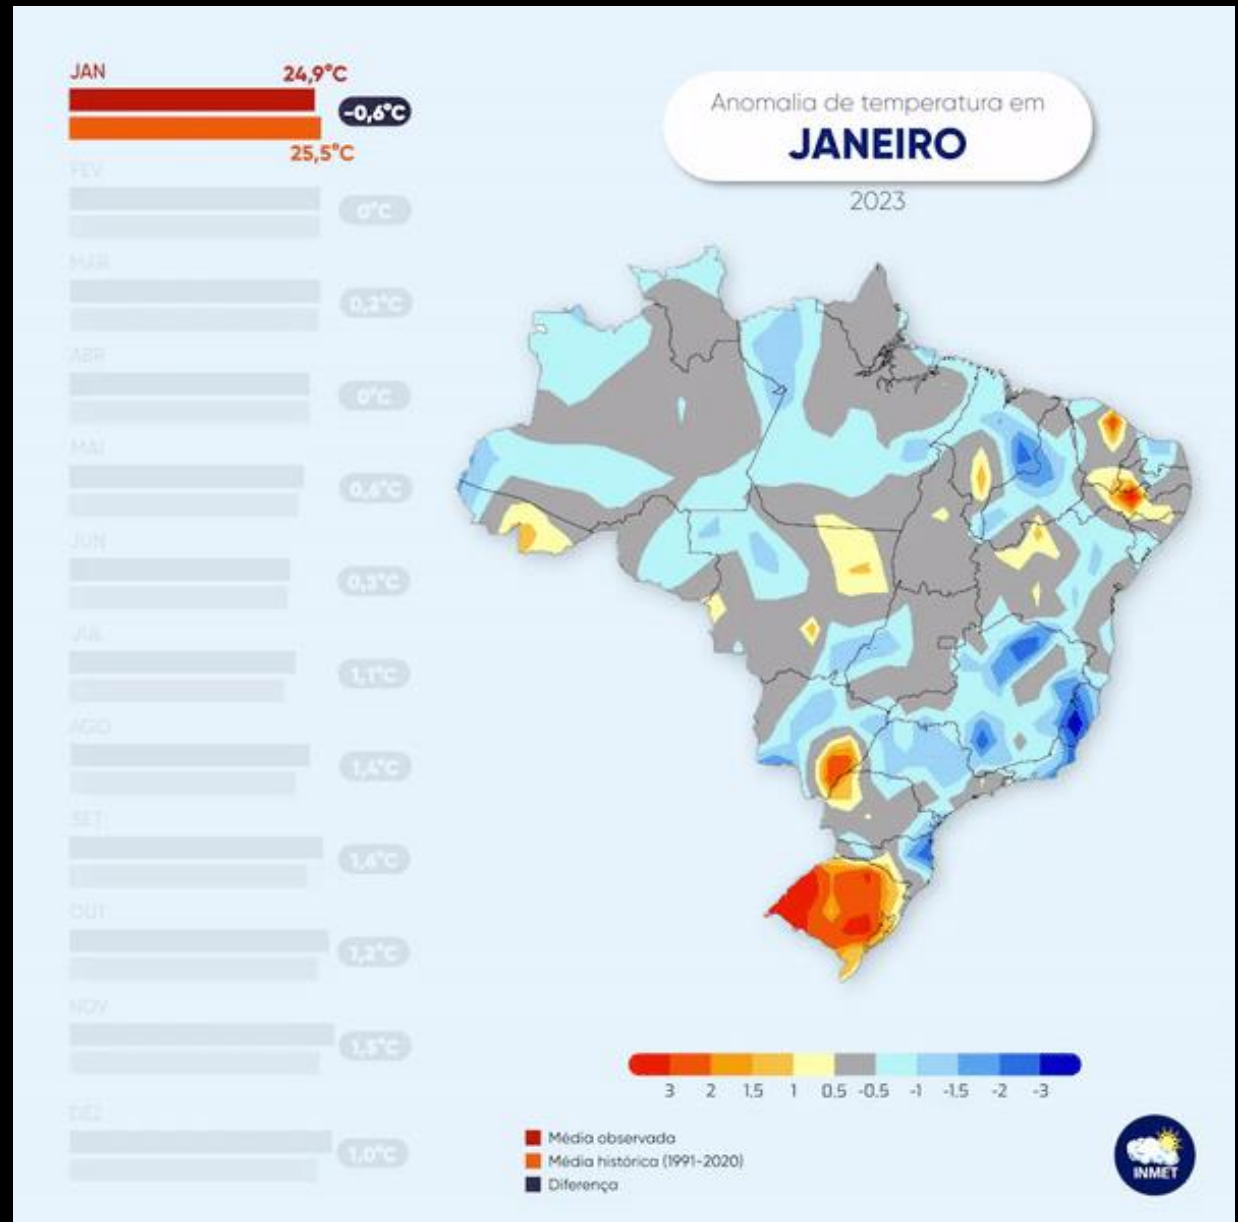 JAN
24,9°C
-0,6°C
25,5°C
FEV
0°C
MAR
0,2°C
ABR
0°C
MAI
0,6°C
JUN
0,3°C
JUL
1,1°C
AGO
1,4°C
SET
1,6°C
OUT
1,2°C
NOV
1,5°C
DEZ
1,0°C
Anomalia de temperatura em
JANEIRO
2023
3 2 1.5 1 0.5 -0.5 -1 -1.5 -2 -3
Média observada
Média histórica (1991-2020)
Diferença
INMET